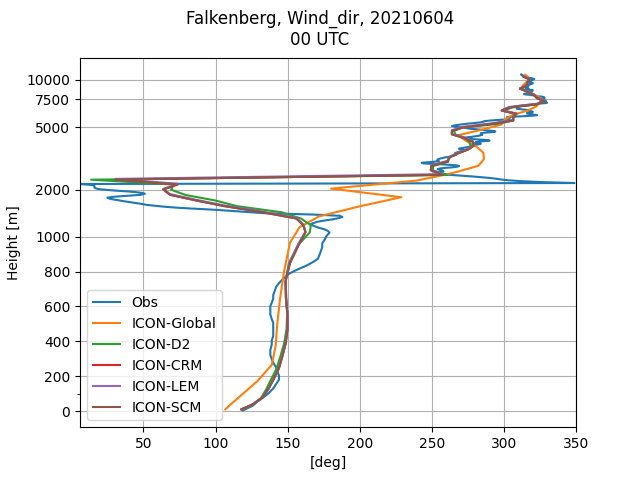 Falkenberg, Wind_dir, 20210604
00 UTC
10000
7500
5000
2000
1000
800
600
400
200
0
Height [m]
Obs
ICON-Global
ICON-D2
ICON-CRM
ICON-LEM
ICON-SCM
50
100
150
200
250
300
350
[deg]